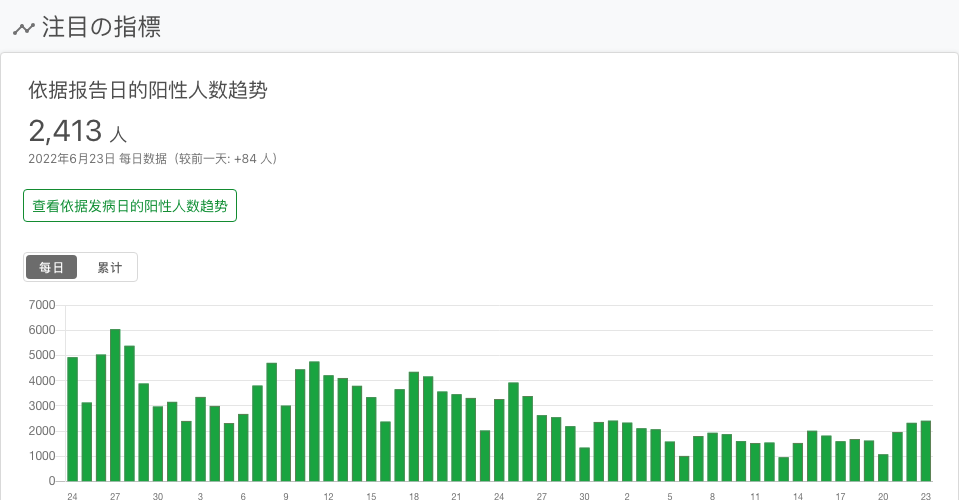 注目の指標
依据报告日的阳性人数趋势
2,413 人
2022年6月23日 每日数据（较前一天: +84 人）
查看依据发病日的阳性人数趋势
每日 累计
7000
6000
5000
4000
3000
2000
1000
0
24 27 30 3 6 9 12 15 18 21 24 27 30 2 5 8 11 14 17 20 23